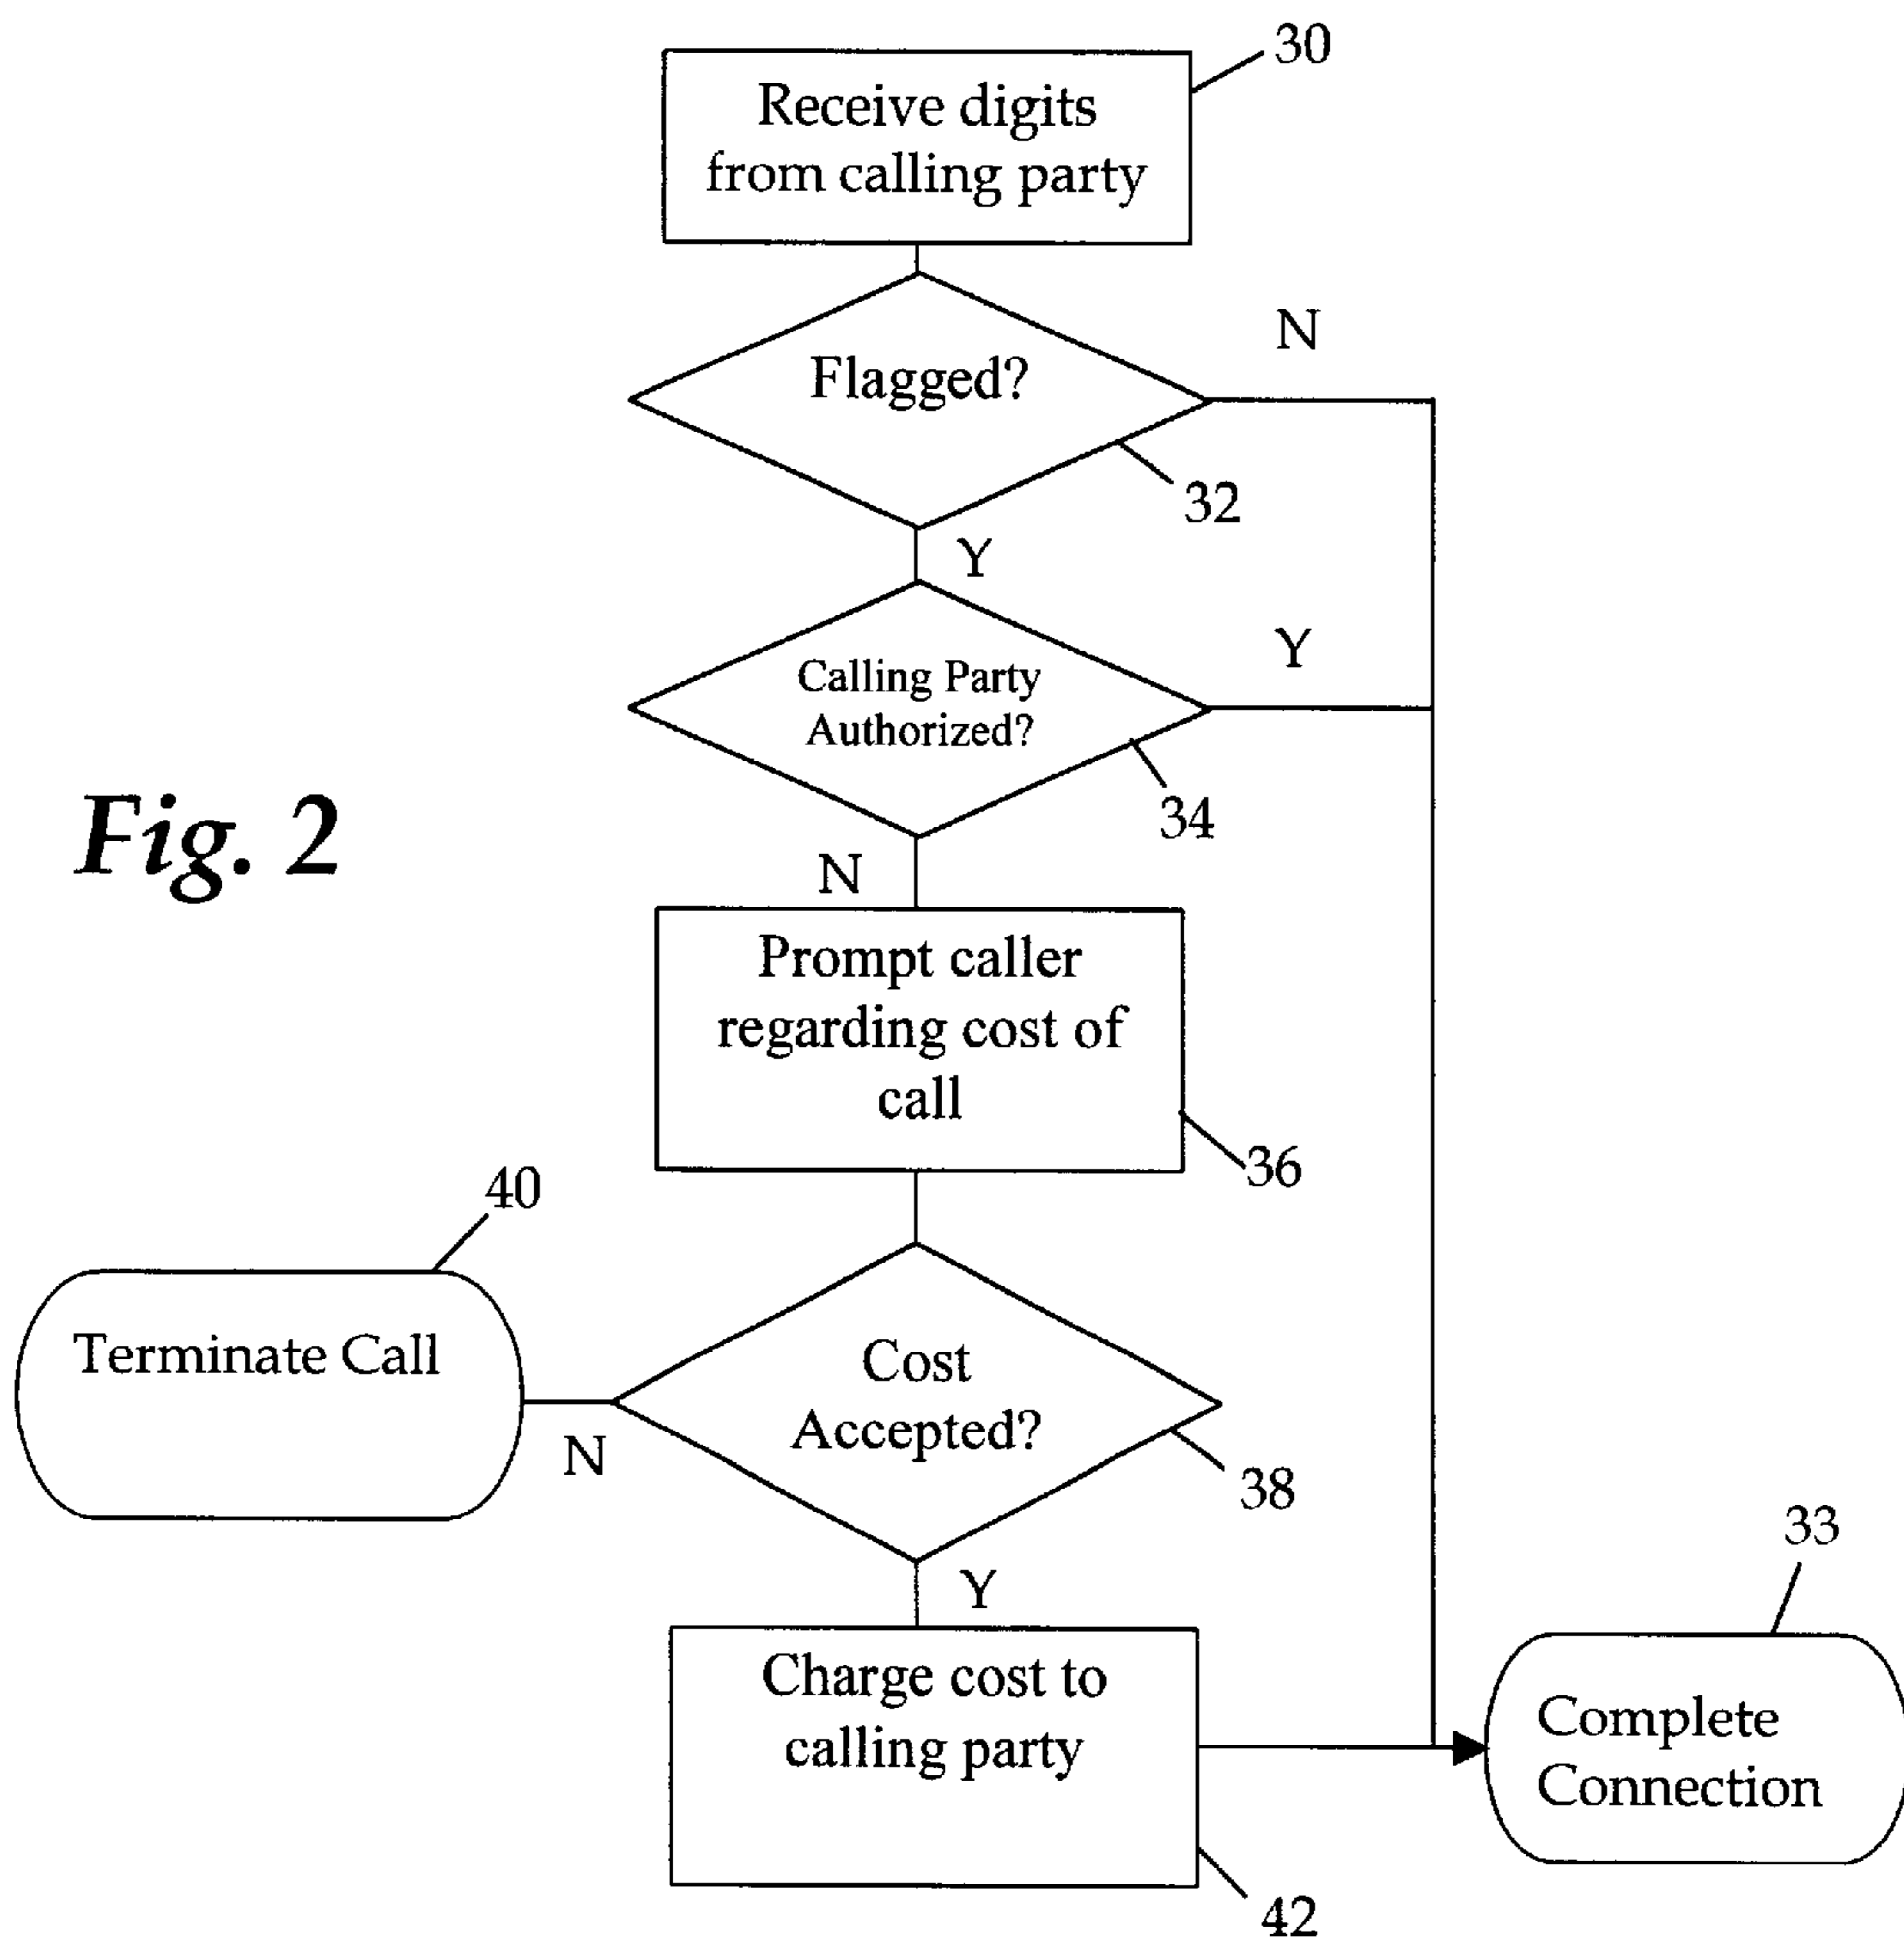 30
Receive digits
from calling party
N
Flagged?
32
Y
Y
Calling Party
Authorized?
34
Fig. 2
N
Prompt caller
regarding cost of
call
36
40
Terminate Call
Cost
Accepted?
N
38
33
Y
Charge cost to
calling party
Complete
Connection
42